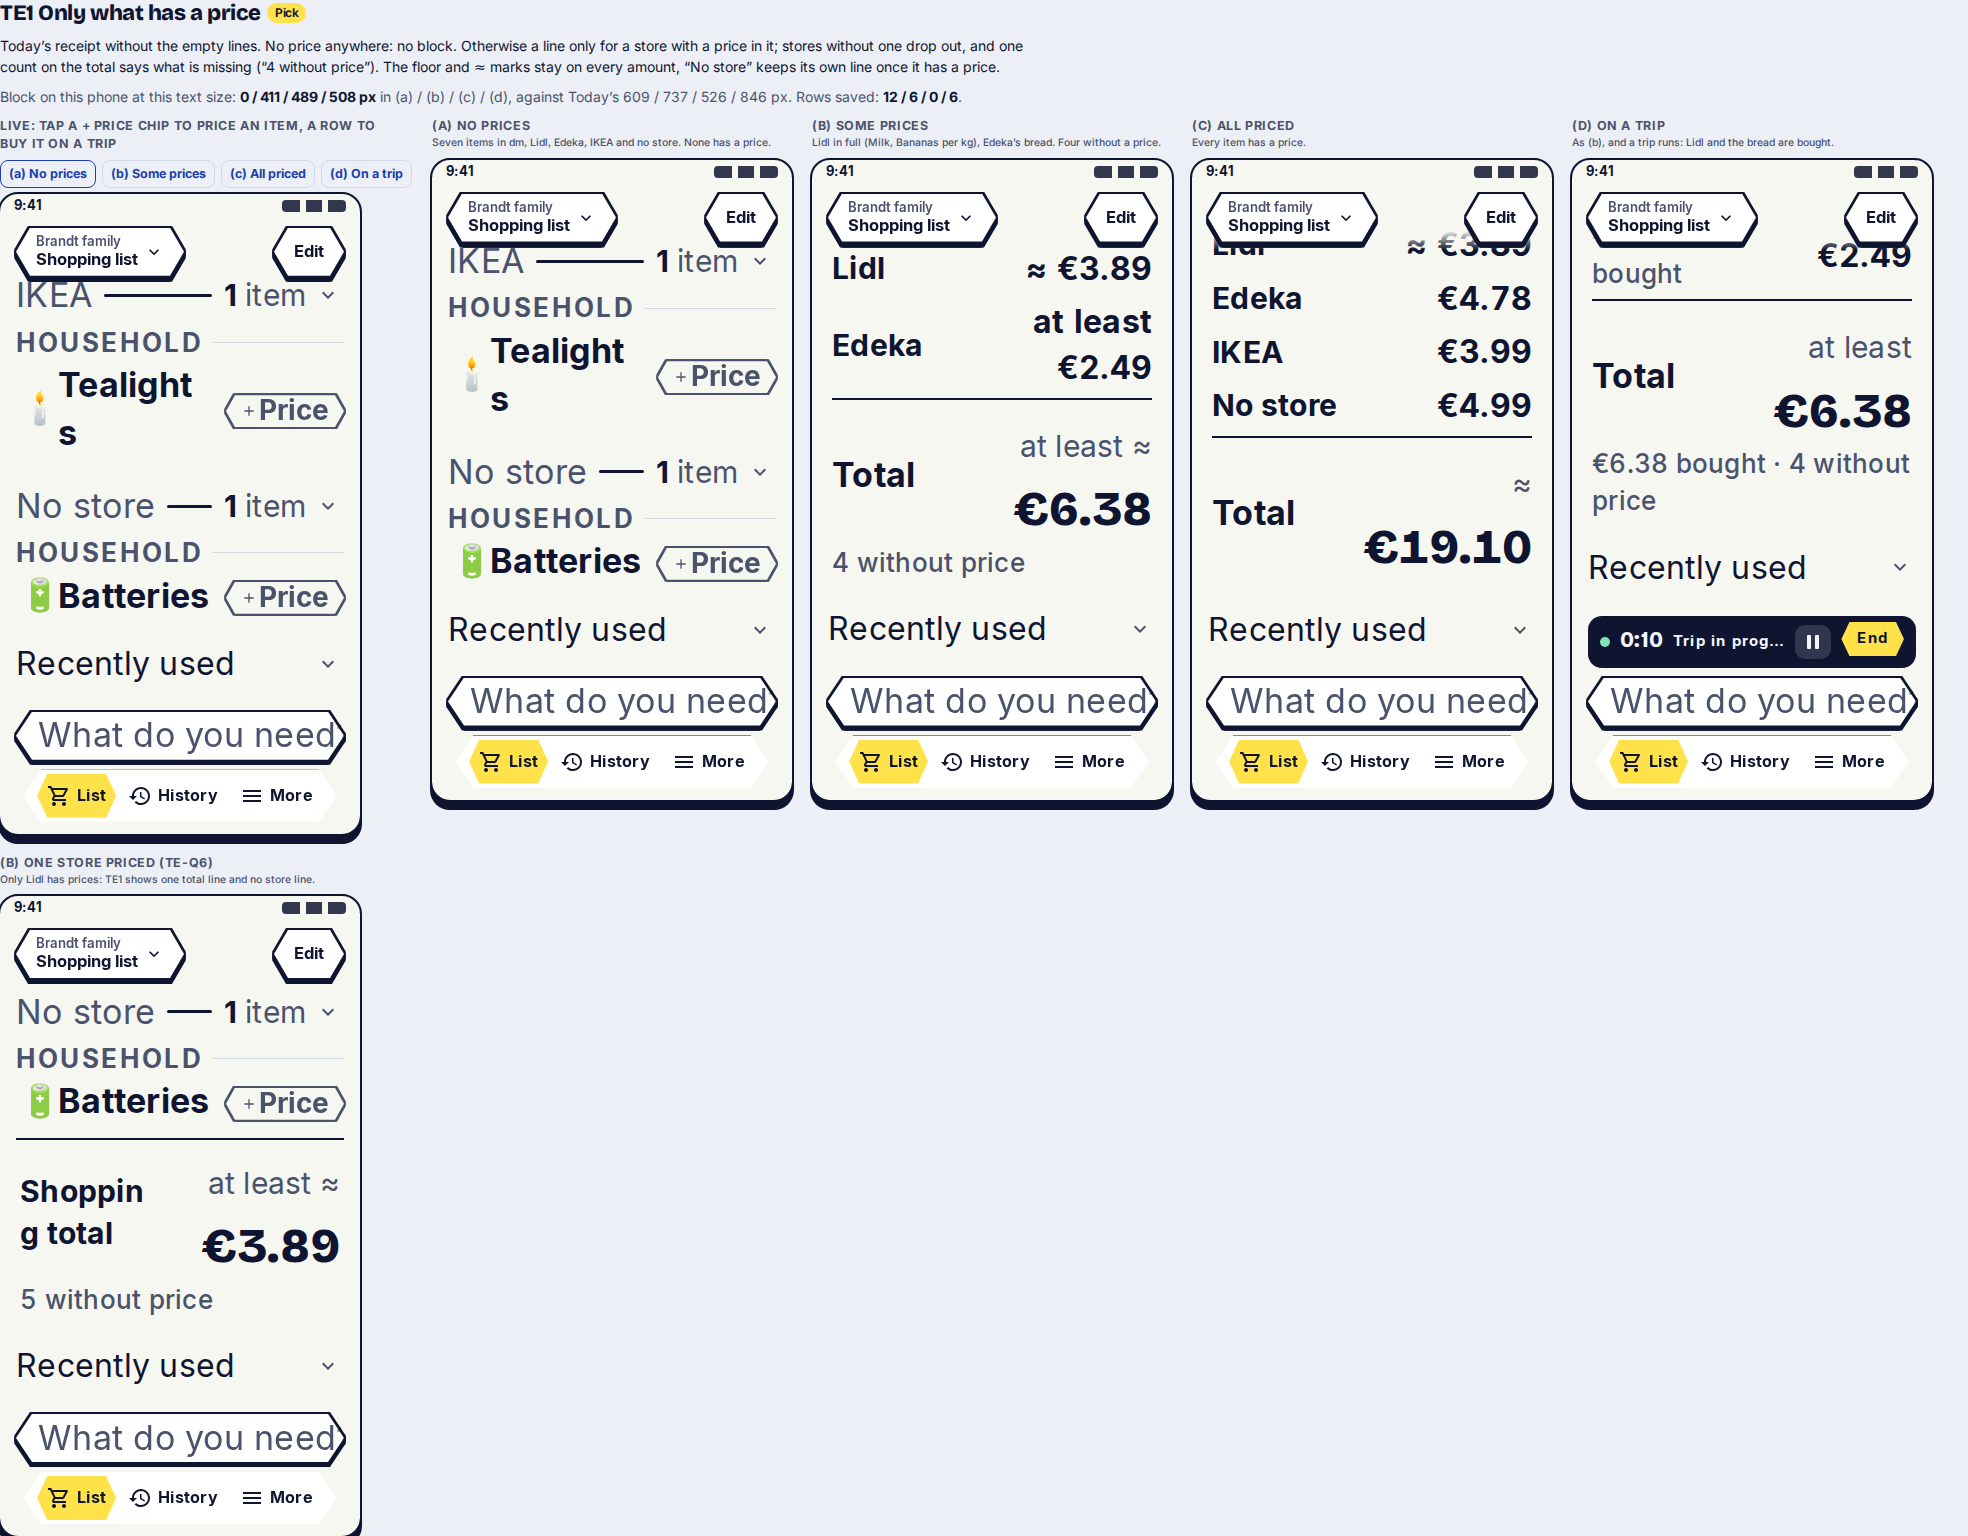 TE1 Only what has a price Pick
Today's receipt without the empty lines. No price anywhere: no block. Otherwise a line only for a store with a price in it; stores without one drop out, and one
count on the total says what is missing (“4 without price”). The floor and ≈ marks stay on every amount, “No store” keeps its own line once it has a price.
Block on this phone at this text size: 0 / 411 / 489 / 508 px in (a) / (b) / (c) / (d), against Today's 609 / 737 / 526 / 846 px. Rows saved: 12 / 6 / 0 / 6.
LIVE: TAP A + PRICE CHIP TO PRICE AN ITEM, A ROW TO
BUY IT ON A TRIP
(a) No prices (b) Some prices (c) All priced (d) On a trip
9:41
Brandt family
Shopping list
Edit
IKEA 1 item
HOUSEHOLD
Tealight
s
+ Price
No store 1 item
HOUSEHOLD
Batteries + Price
Recently used
What do you need
List History More
(A) NO PRICES
Seven items in dm, Lidl, Edeka, IKEA and no store. None has a price.
9:41
Brandt family
Shopping list
Edit
IKEA 1 item
HOUSEHOLD
Tealight
s
+ Price
No store 1 item
HOUSEHOLD
Batteries + Price
Recently used
What do you need
List History More
(B) SOME PRICES
Lidl in full (Milk, Bananas per kg), Edeka's bread. Four without a price.
9:41
Brandt family
Shopping list
Edit
Lidl ≈ €3.89
Edeka at least
€2.49
Total at least ≈
€6.38
4 without price
Recently used
What do you need
List History More
(C) ALL PRICED
Every item has a price.
9:41
Brandt family
Shopping list
Edit
Lidl ≈ €3.89
Edeka €4.78
IKEA €3.99
No store €4.99
Total ≈
€19.10
Recently used
What do you need
List History More
(D) ON A TRIP
As (b), and a trip runs: Lidl and the bread are bought.
9:41
Brandt family
Shopping list
Edit
bought €2.49
Total at least
€6.38
€6.38 bought · 4 without
price
Recently used
0:10 Trip in prog... End
What do you need
List History More
(B) ONE STORE PRICED (TE-Q6)
Only Lidl has prices: TE1 shows one total line and no store line.
9:41
Brandt family
Shopping list
Edit
No store 1 item
HOUSEHOLD
Batteries + Price
Shoppin
g total
at least ≈
€3.89
5 without price
Recently used
What do you need
List History More